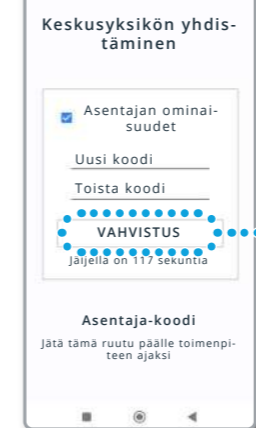 Keskusyksikön yhdis-
täminen
Asentajan ominai-
suudet
Uusi koodi
Toista koodi
VAHVISTUS
Jäljellä on 117 sekuntia
Asentaja-koodi
Jätä tämä ruutu päälle toimenpi-
teen ajaksi